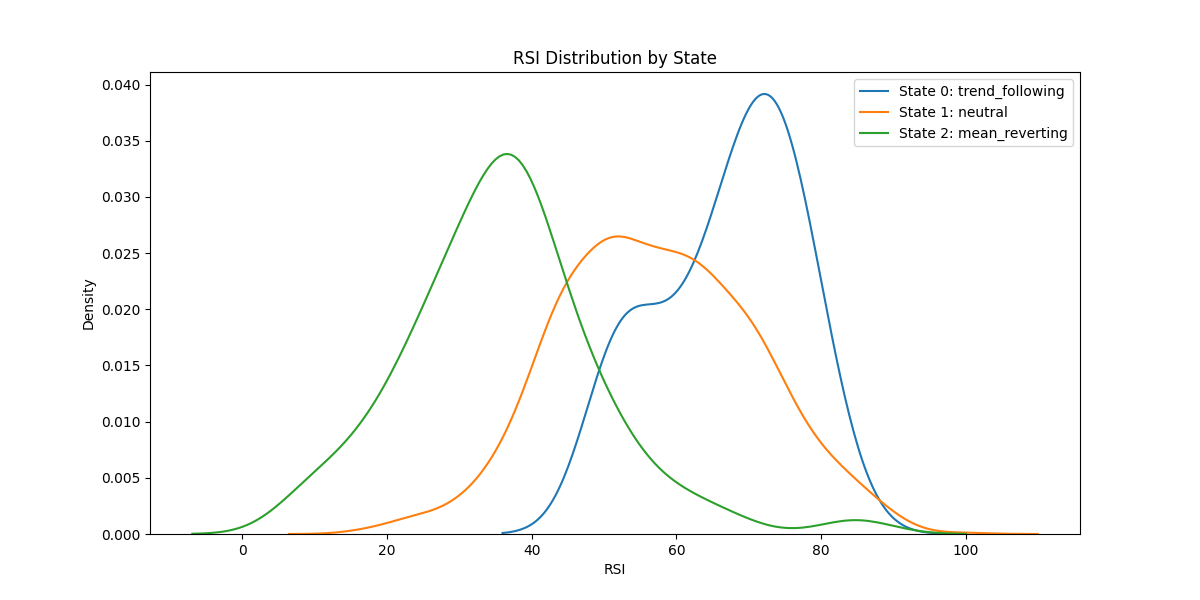 RSI Distribution by State
State 0: trend_following
State 1: neutral
State 2: mean_reverting
Density
0.040
0.035
0.030
0.025
0.020
0.015
0.010
0.005
0.000
0 20 40 60 80 100
RSI